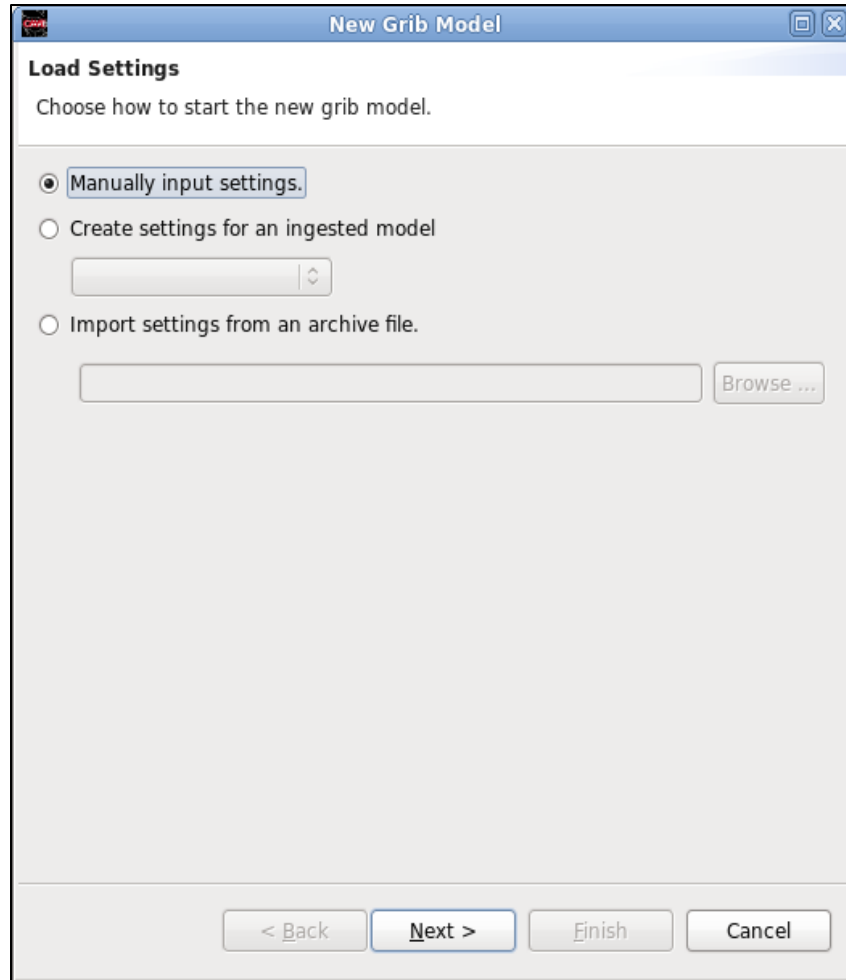 New Grib Model
Load Settings
Choose how to start the new grib model.
Manually input settings.
Create settings for an ingested model
Import settings from an archive file.
Browse ...
< Back Next > Finish Cancel